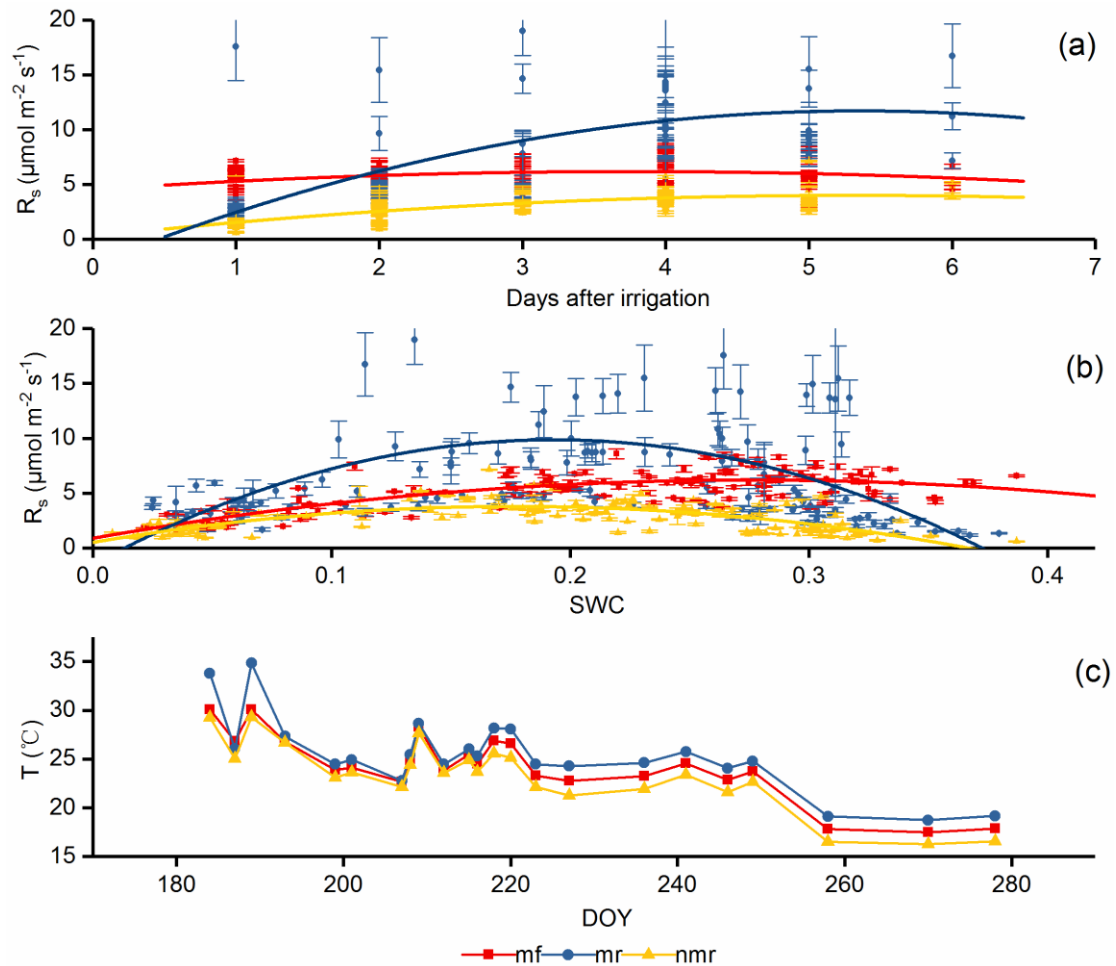 20
15
10
5
0
Rs (μmol m-2 s-1)
(a)
0 1 2 3 4 5 6 7
Days after irrigation
20
15
10
5
0
Rs (μmol m-2 s-1)
(b)
0.0 0.1 0.2 0.3 0.4
SWC
35
30
25
20
15
T (℃)
(c)
180 200 220 240 260 280
DOY
mf mr nmr